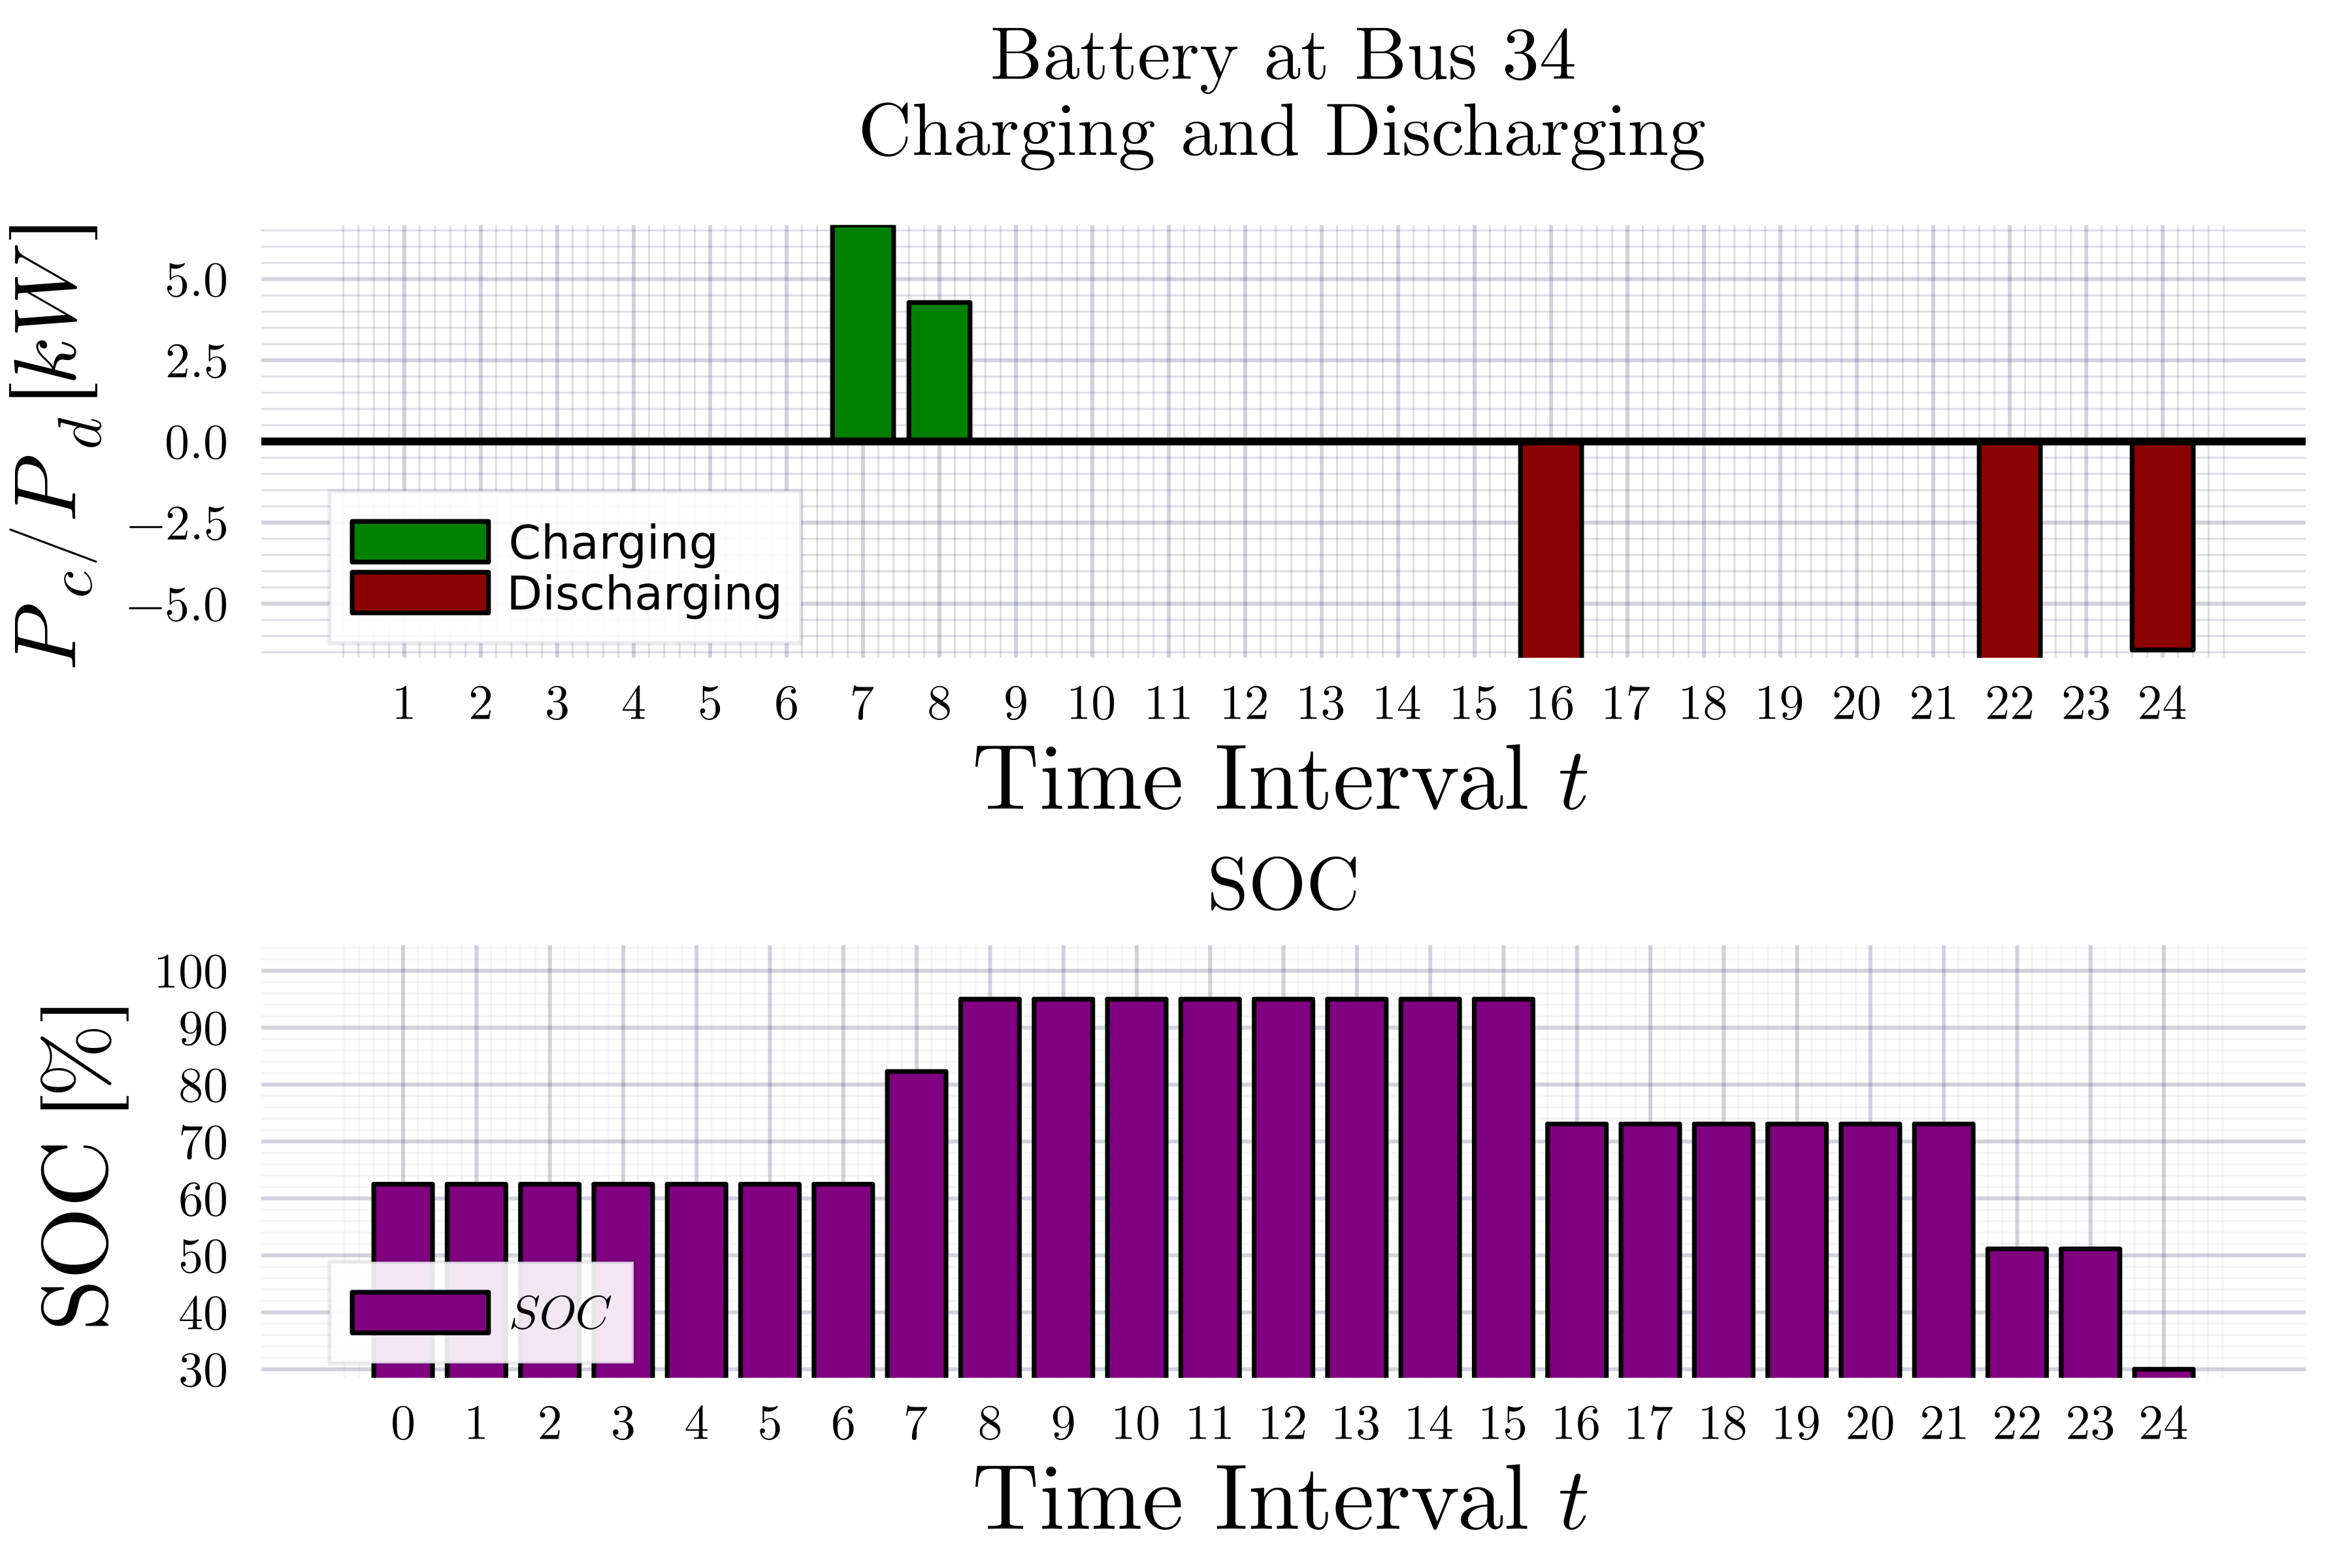 Battery at Bus 34
Charging and Discharging
P_c/P_d [kW]
5.0
2.5
0.0
−2.5
−5.0
Charging
Discharging
1 2 3 4 5 6 7 8 9 10 11 12 13 14 15 16 17 18 19 20 21 22 23 24
Time Interval t
SOC
SOC [%]
100
90
80
70
60
50
40
30
SOC
0 1 2 3 4 5 6 7 8 9 10 11 12 13 14 15 16 17 18 19 20 21 22 23 24
Time Interval t